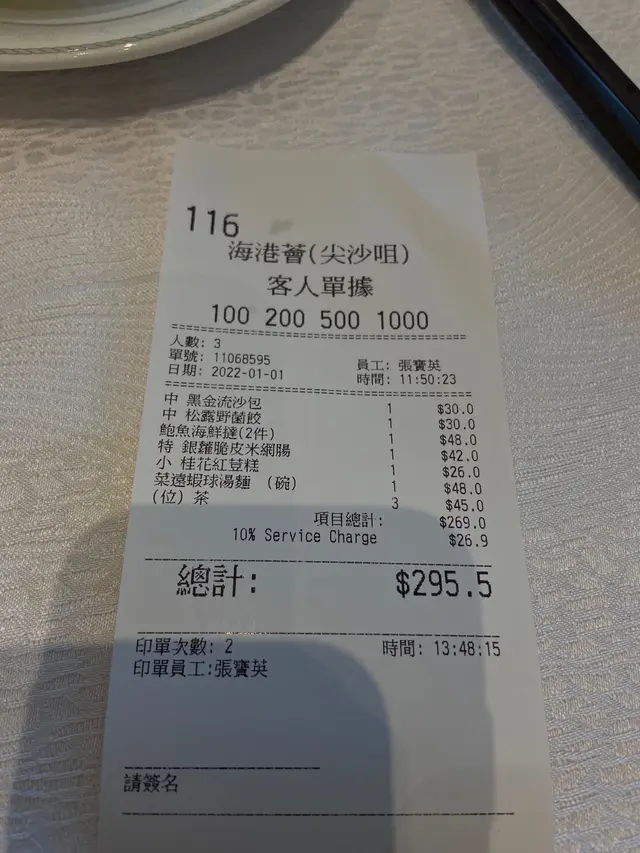 116
海港薈(尖沙咀)
客人單據
100 200 500 1000
人數: 3
單號: 11068595 員工: 張寳英
日期: 2022-01-01 時間: 11:50:23
中 黑金流沙包 1 $30.0
中 松露野菌餃 1 $30.0
鮑魚海鮮撻(2件) 1 $48.0
特 銀蘿脆皮米網腸 1 $42.0
小 桂花紅荳糕 1 $26.0
菜遠蝦球湯麵 (碗) 1 $48.0
(位) 茶 3 $45.0
項目總計: $269.0
10% Service Charge $26.9
總計: $295.5
印單次數: 2 時間: 13:48:15
印單員工:張寳英
請簽名